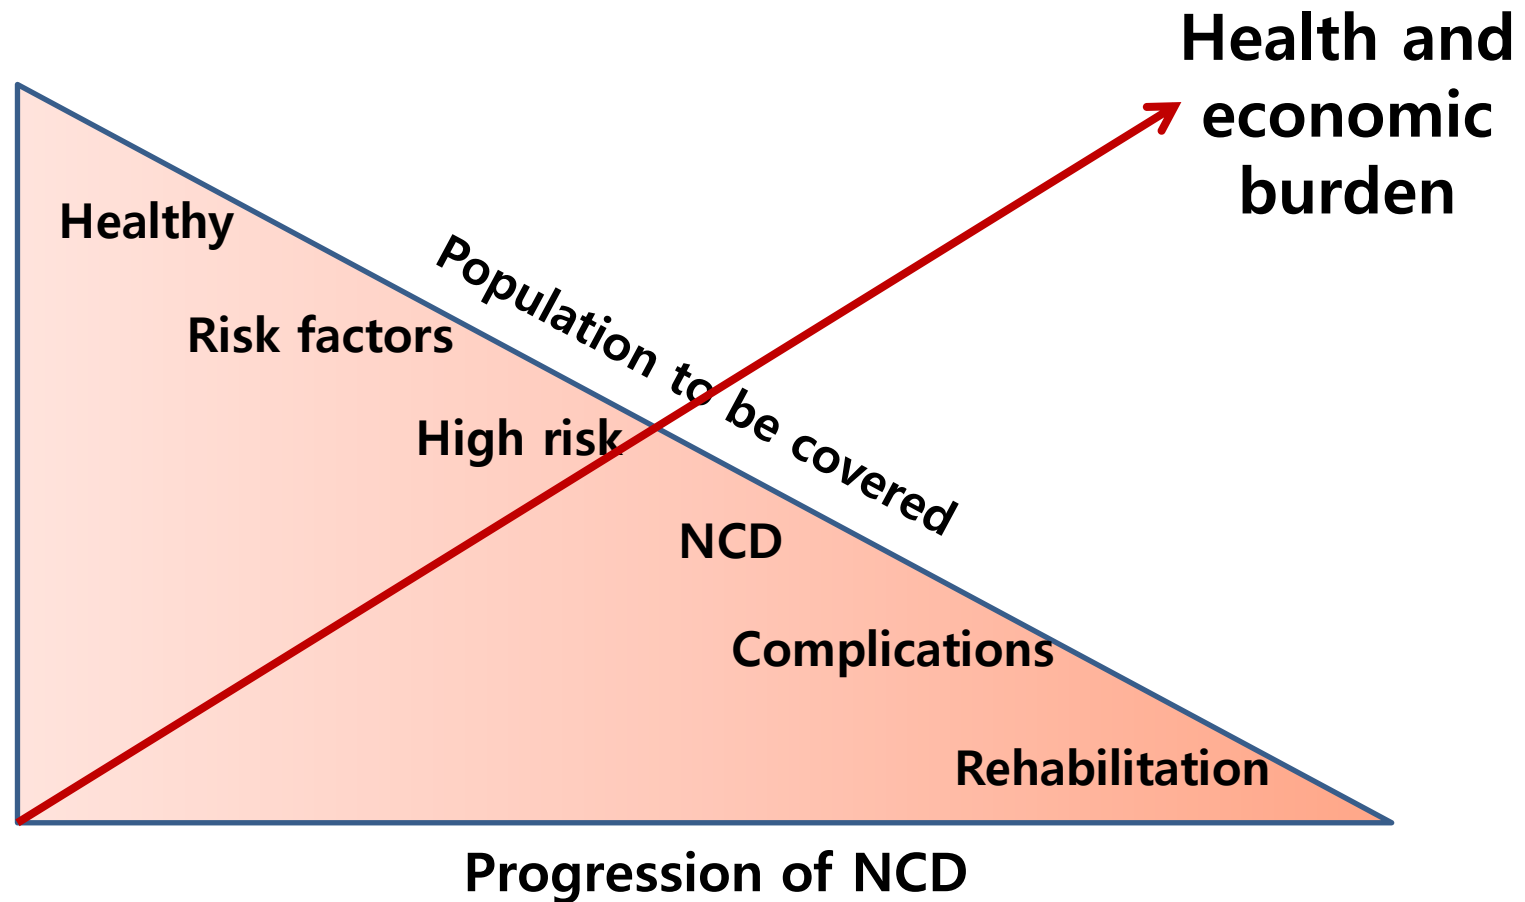 Health and
economic
burden
Healthy
Population to be covered
Risk factors
High risk
NCD
Complications
Rehabilitation
Progression of NCD